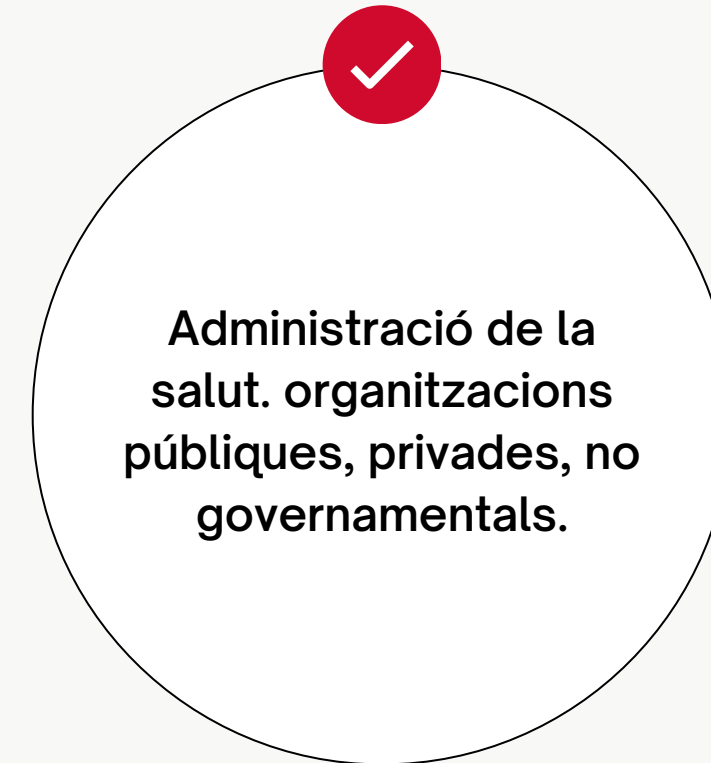 Administració de la
salut. organitzacions
públiques, privades, no
governamentals.